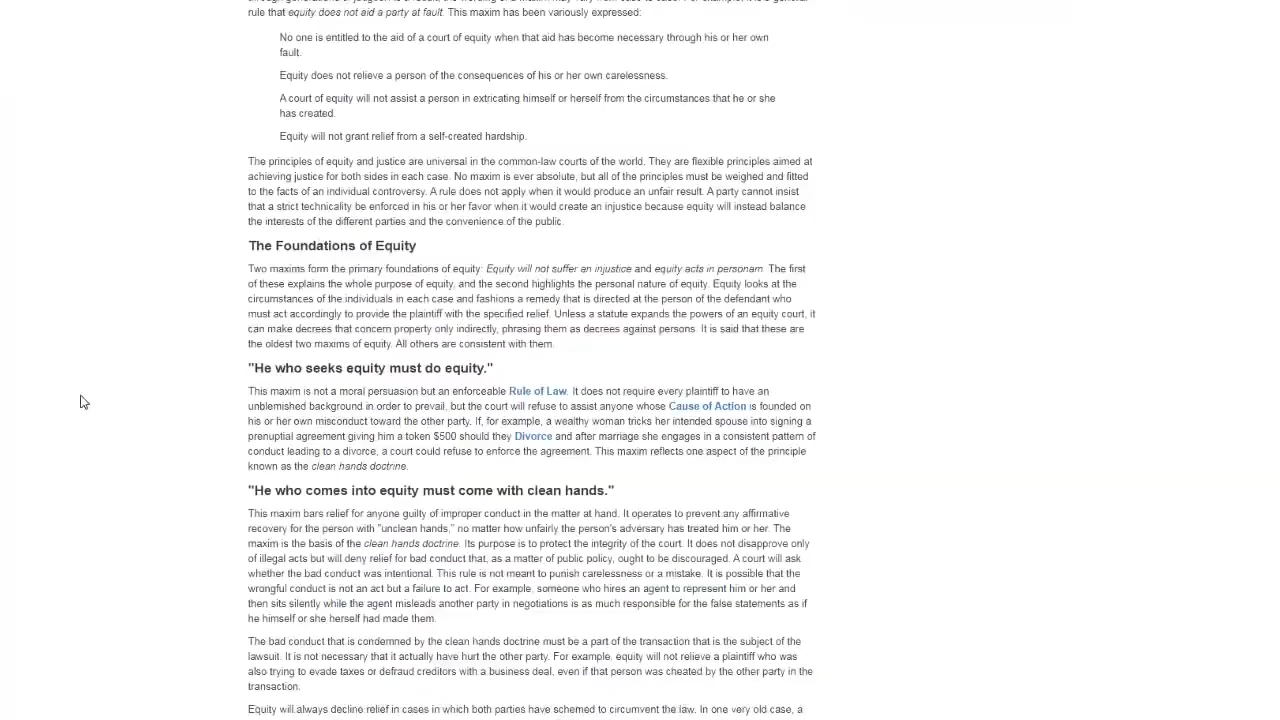 rule that equity does not aid a party at fault. This maxim has been variously expressed:
No one is entitled to the aid of a court of equity when that aid has become necessary through his or her own
fault.
Equity does not relieve a person of the consequences of his or her own carelessness.
A court of equity will not assist a person in extricating himself or herself from the circumstances that he or she
has created.
Equity will not grant relief from a self-created hardship.
The principles of equity and justice are universal in the common-law courts of the world. They are flexible principles aimed at
achieving justice for both sides in each case. No maxim is ever absolute, but all of the principles must be weighed and fitted
to the facts of an individual controversy. A rule does not apply when it would produce an unfair result. A party cannot insist
that a strict technicality be enforced in his or her favor when it would create an injustice because equity will instead balance
the interests of the different parties and the convenience of the public.
The Foundations of Equity
Two maxims form the primary foundations of equity: Equity will not suffer an injustice and equity acts in personam. The first
of these explains the whole purpose of equity, and the second highlights the personal nature of equity. Equity looks at the
circumstances of the individuals in each case and fashions a remedy that is directed at the person of the defendant who
must act accordingly to provide the plaintiff with the specified relief. Unless a statute expands the powers of an equity court, it
can make decrees that concern property only indirectly, phrasing them as decrees against persons. It is said that these are
the oldest two maxims of equity. All others are consistent with them.
"He who seeks equity must do equity."
This maxim is not a moral persuasion but an enforceable Rule of Law. It does not require every plaintiff to have an
unblemished background in order to prevail, but the court will refuse to assist anyone whose Cause of Action is founded on
his or her own misconduct toward the other party. If, for example, a wealthy woman tricks her intended spouse into signing a
prenuptial agreement giving him a token $500 should they Divorce and after marriage she engages in a consistent pattern of
conduct leading to a divorce, a court could refuse to enforce the agreement. This maxim reflects one aspect of the principle
known as the clean hands doctrine.
"He who comes into equity must come with clean hands."
This maxim bars relief for anyone guilty of improper conduct in the matter at hand. It operates to prevent any affirmative
recovery for the person with "unclean hands," no matter how unfairly the person's adversary has treated him or her. The
maxim is the basis of the clean hands doctrine. Its purpose is to protect the integrity of the court. It does not disapprove only
of illegal acts but will deny relief for bad conduct that, as a matter of public policy, ought to be discouraged. A court will ask
whether the bad conduct was intentional. This rule is not meant to punish carelessness or a mistake. It is possible that the
wrongful conduct is not an act but a failure to act. For example, someone who hires an agent to represent him or her and
then sits silently while the agent misleads another party in negotiations is as much responsible for the false statements as if
he himself or she herself had made them.
The bad conduct that is condemned by the clean hands doctrine must be a part of the transaction that is the subject of the
lawsuit. It is not necessary that it actually have hurt the other party. For example, equity will not relieve a plaintiff who was
also trying to evade taxes or defraud creditors with a business deal, even if that person was cheated by the other party in the
transaction.
Equity will always decline relief in cases in which both parties have schemed to circumvent the law. In one very old case, a